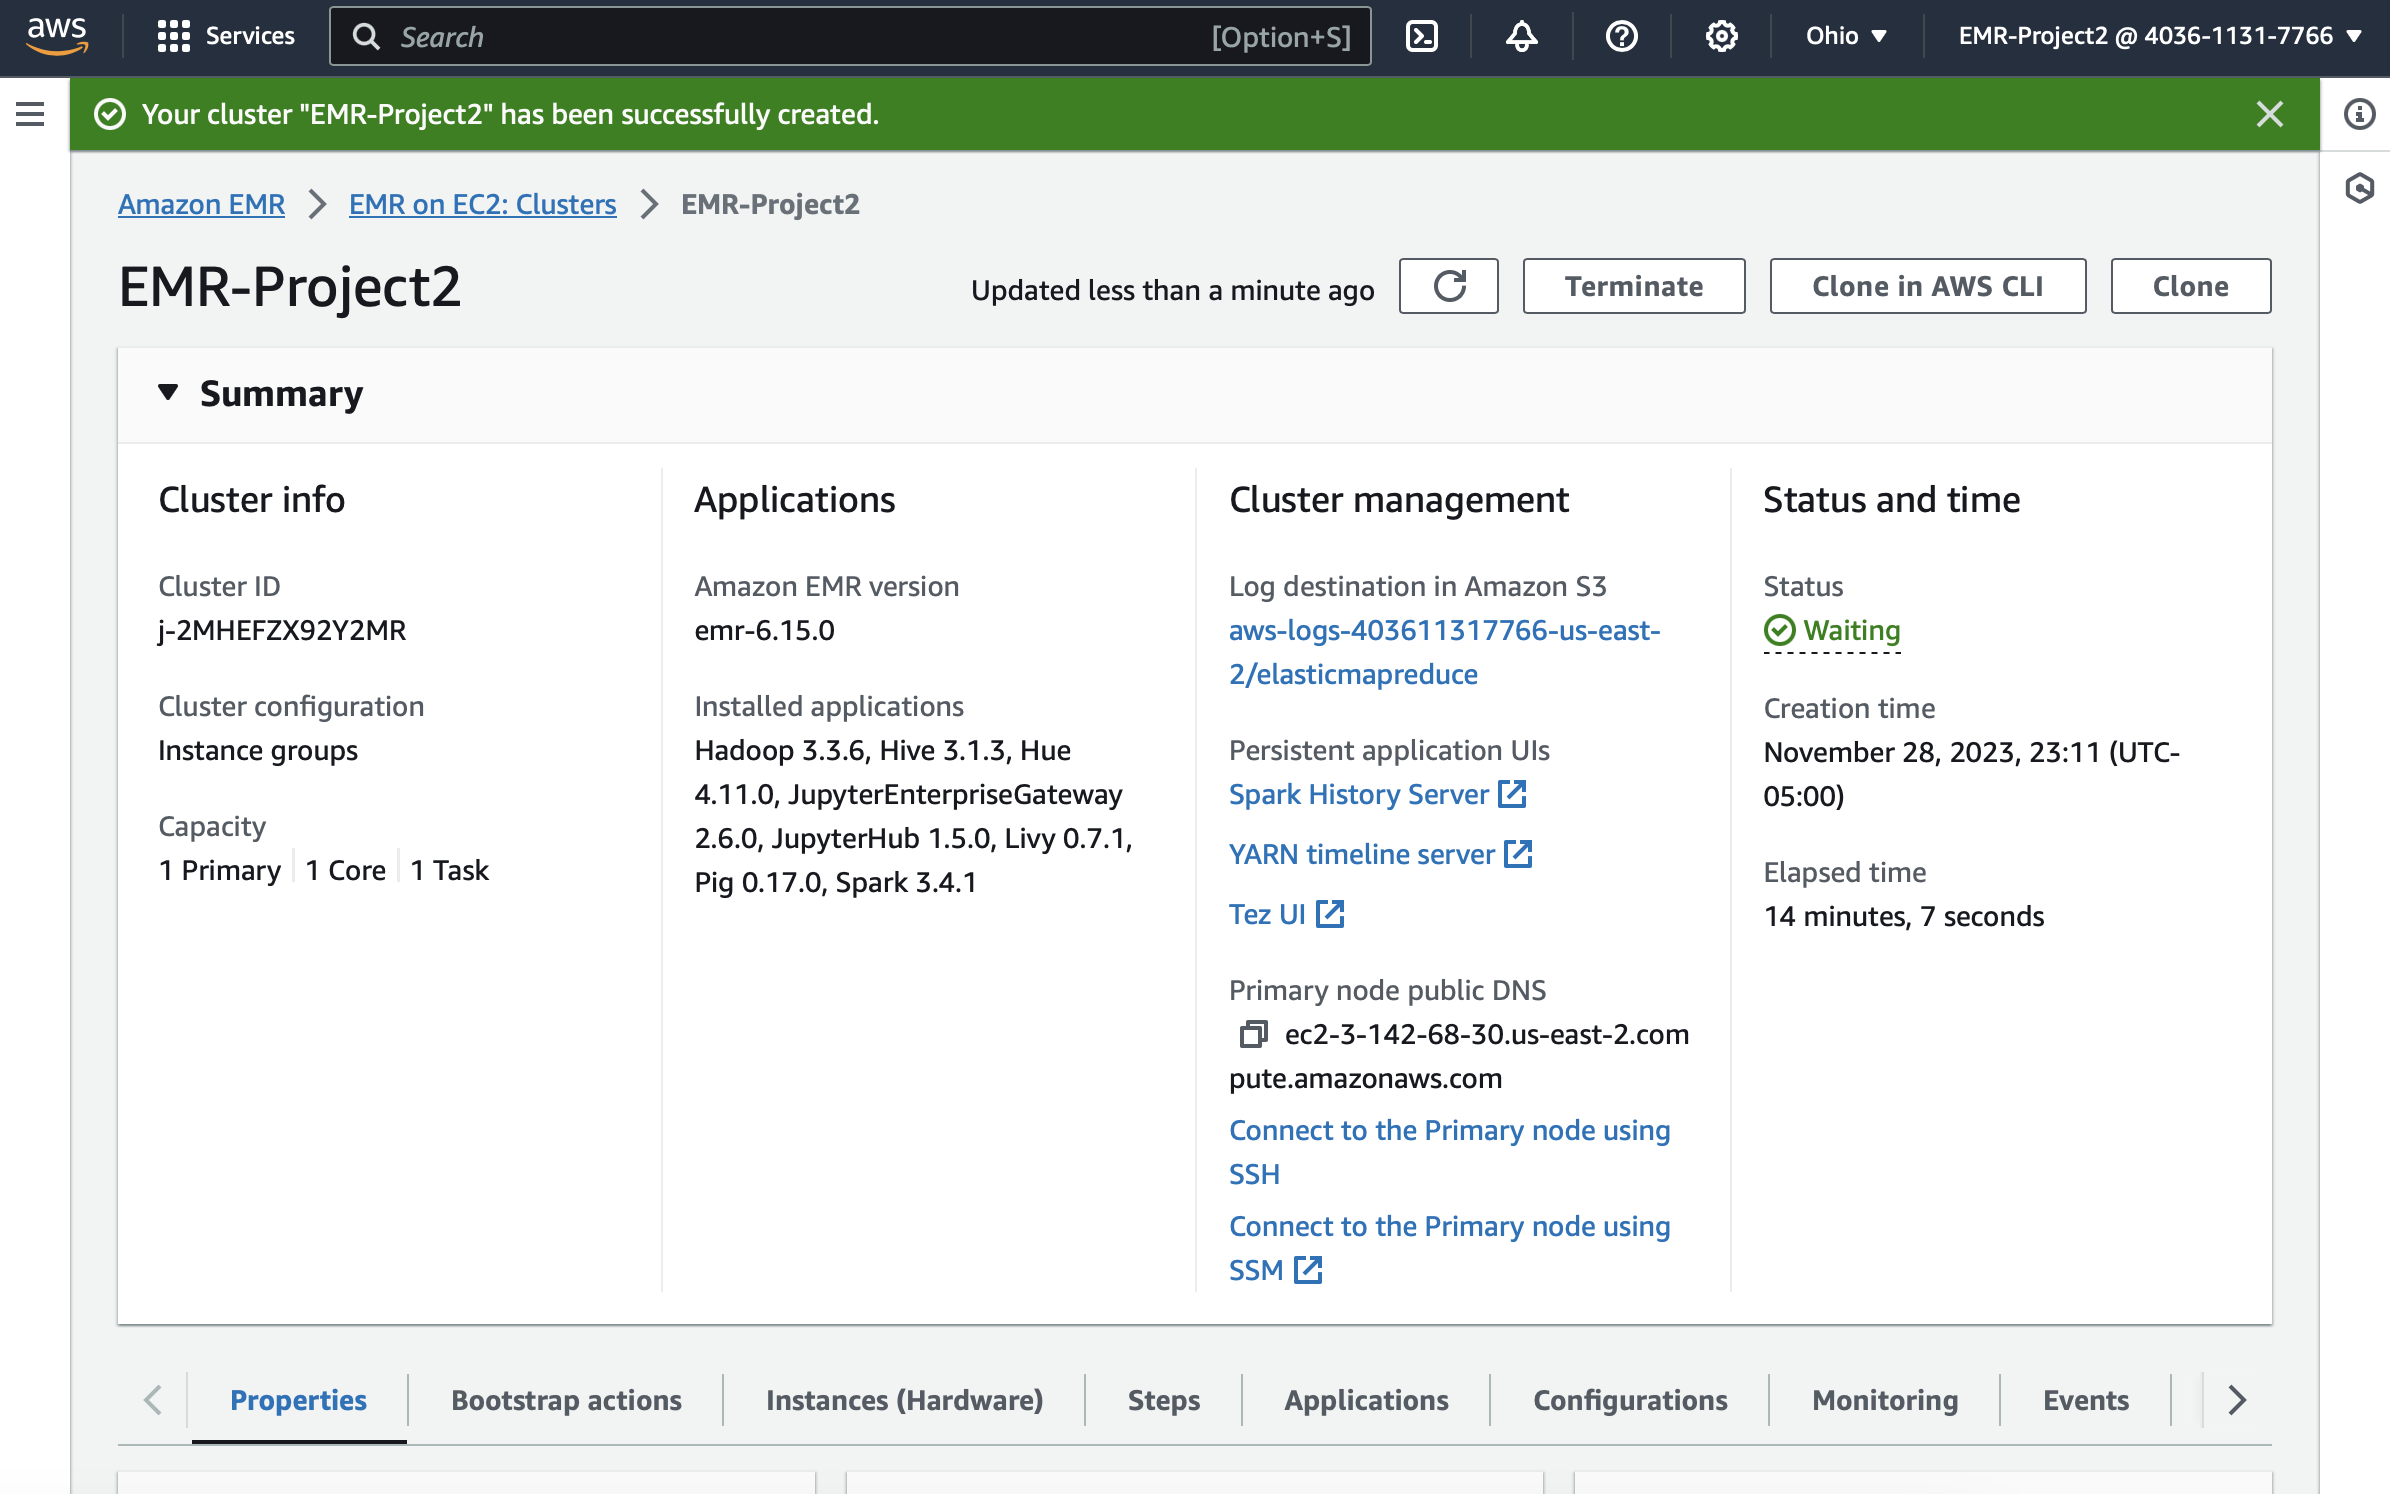 aws
Services
Search
[Option+S]
Ohio
EMR-Project2 @ 4036-1131-7766
Your cluster "EMR-Project2" has been successfully created.
Amazon EMR
EMR on EC2: Clusters
EMR-Project2
EMR-Project2
Updated less than a minute ago
Terminate
Clone in AWS CLI
Clone
Summary
Cluster info
Cluster ID
j-2MHEFZX92Y2MR
Cluster configuration
Instance groups
Capacity
1 Primary
1 Core
1 Task
Applications
Amazon EMR version
emr-6.15.0
Installed applications
Hadoop 3.3.6, Hive 3.1.3, Hue
4.11.0, JupyterEnterpriseGateway
2.6.0, JupyterHub 1.5.0, Livy 0.7.1,
Pig 0.17.0, Spark 3.4.1
Cluster management
Log destination in Amazon S3
aws-logs-403611317766-us-east-
2/elasticmapreduce
Persistent application UIs
Spark History Server
YARN timeline server
Tez UI
Primary node public DNS
ec2-3-142-68-30.us-east-2.com
pute.amazonaws.com
Connect to the Primary node using
SSH
Connect to the Primary node using
SSM
Status and time
Status
Waiting
Creation time
November 28, 2023, 23:11 (UTC-
05:00)
Elapsed time
14 minutes, 7 seconds
Properties
Bootstrap actions
Instances (Hardware)
Steps
Applications
Configurations
Monitoring
Events